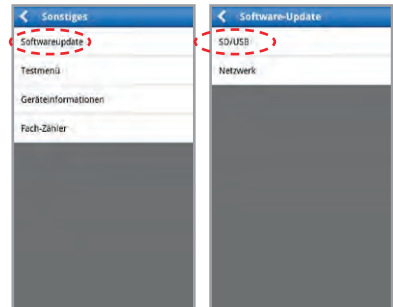 Sonstiges
Softwareupdate
Testmenü
Geräteinformationen
Fach-Zähler
Software-Update
SD/USB
Netzwerk